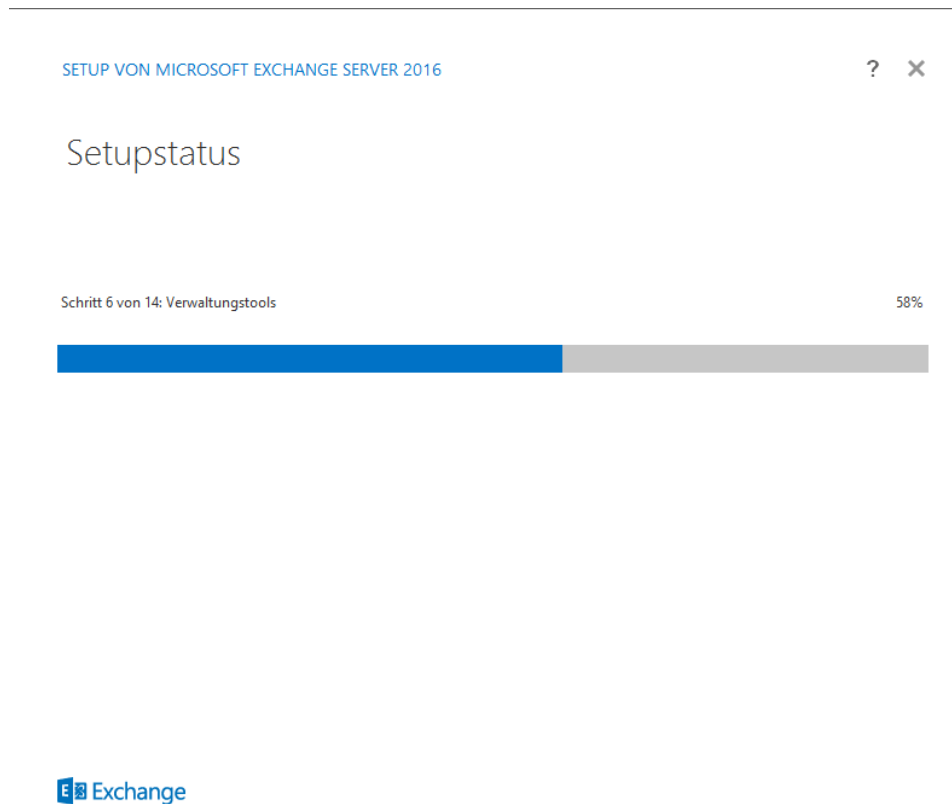 SETUP VON MICROSOFT EXCHANGE SERVER 2016 ?
Setupstatus
Schritt 6 von 14: Verwaltungstools 58%
Exchange